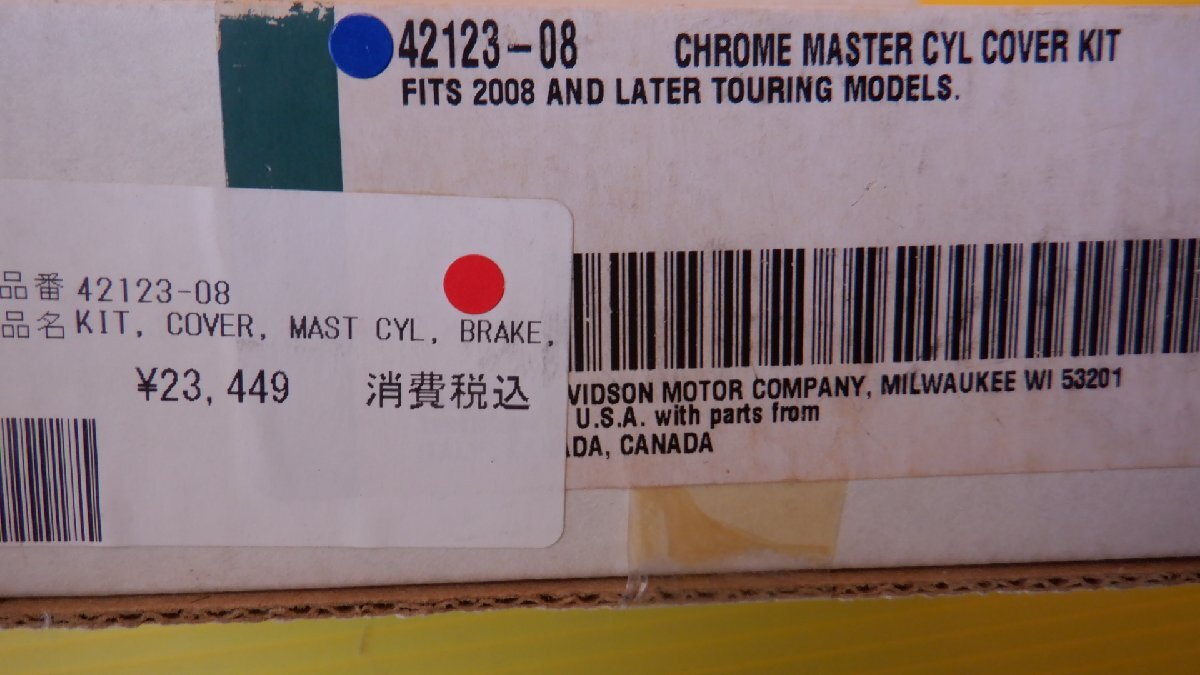 42123-08 CHROME MASTER CYL COVER KIT
FITS 2008 AND LATER TOURING MODELS.
品番 42123-08
品名 KIT, COVER, MAST CYL, BRAKE,
¥23,449 消費税込
VIDSON MOTOR COMPANY, MILWAUKEE WI 53201
U.S.A. with parts from
DA, CANADA